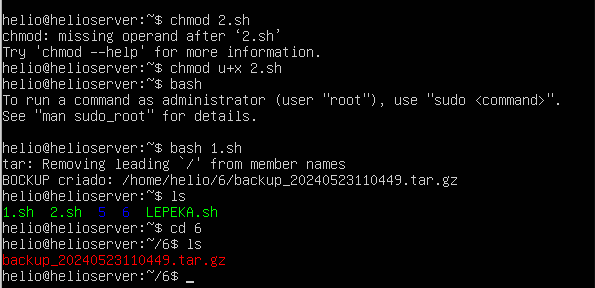 helio@helioserver:~$ chmod 2.sh
chmod: missing operand after ‘2.sh’
Try 'chmod --help' for more information.
helio@helioserver:~$ chmod u+x 2.sh
helio@helioserver:~$ bash
To run a command as administrator (user "root"), use "sudo <command>".
See "man sudo_root" for details.

helio@helioserver:~$ bash 1.sh
tar: Removing leading `/' from member names
BOCKUP criado: /home/helio/6/backup_20240523110449.tar.gz
helio@helioserver:~$ ls
1.sh  2.sh  5  6  LEPEKA.sh
helio@helioserver:~$ cd 6
helio@helioserver:~/6$ ls
backup_20240523110449.tar.gz
helio@helioserver:~/6$ _